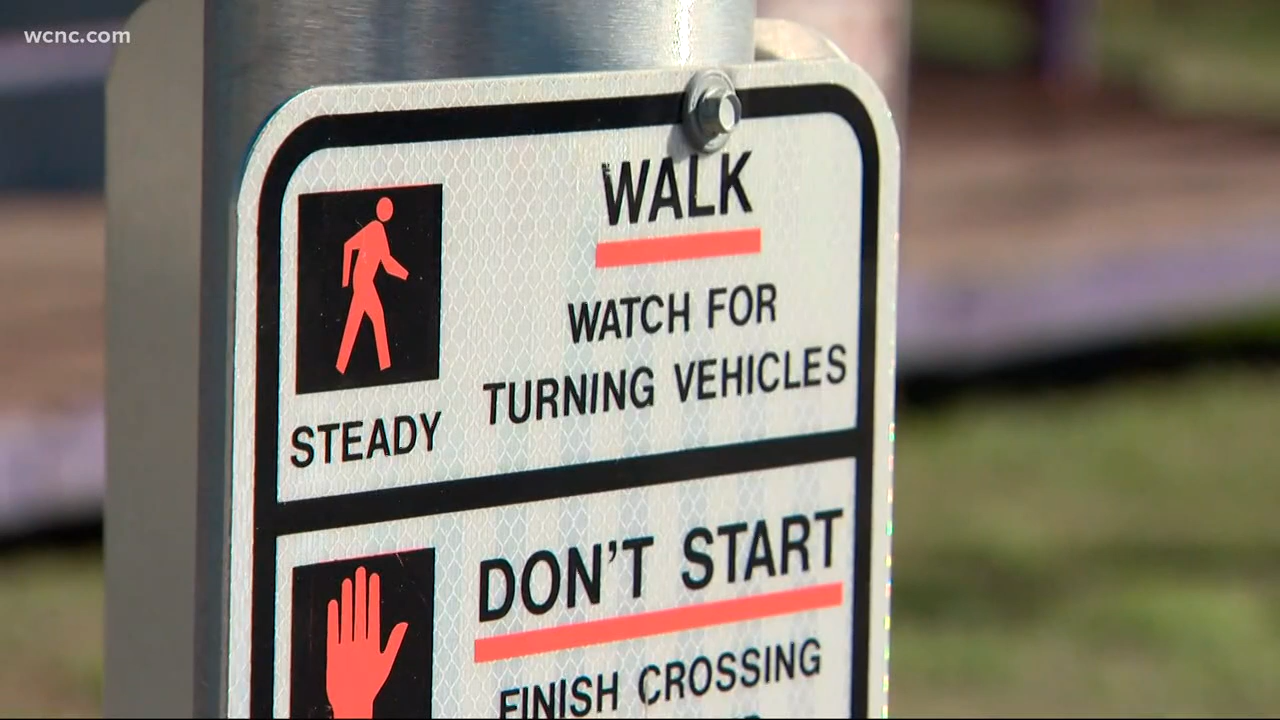 wcnc.com
WALK
WATCH FOR
TURNING VEHICLES
STEADY
DON'T START
FINISH CROSSING